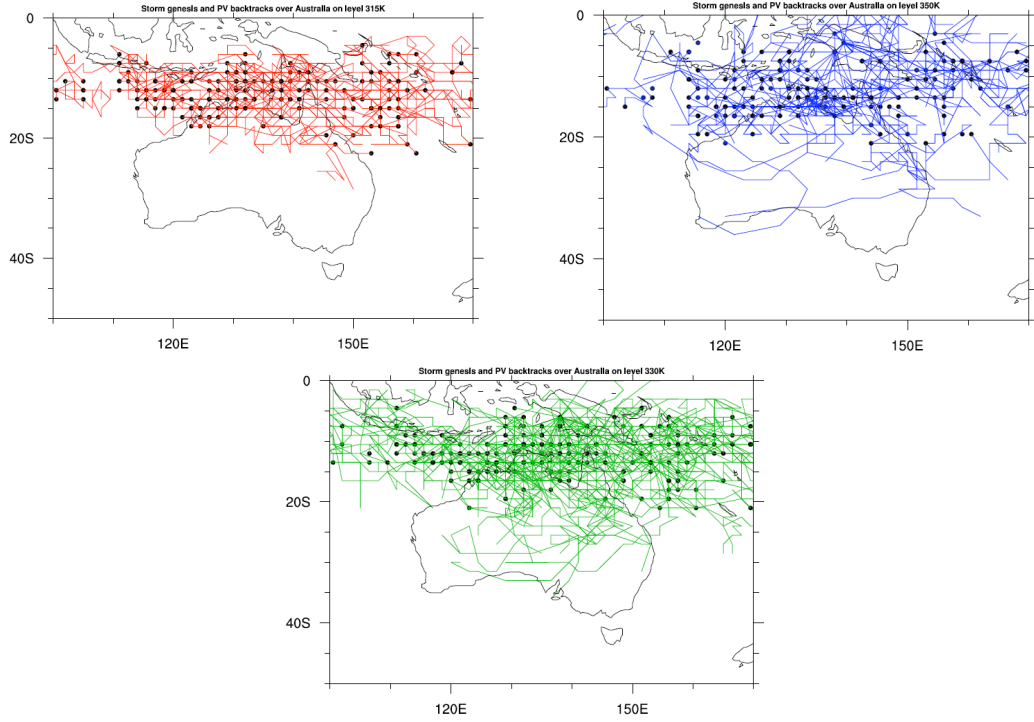 Storm genesis and PV backtracks over Australia on level 315K
0
20S
40S
120E
150E
Storm genesis and PV backtracks over Australia on level 350K
0
20S
40S
120E
150E
Storm genesis and PV backtracks over Australia on level 330K
0
20S
40S
120E
150E